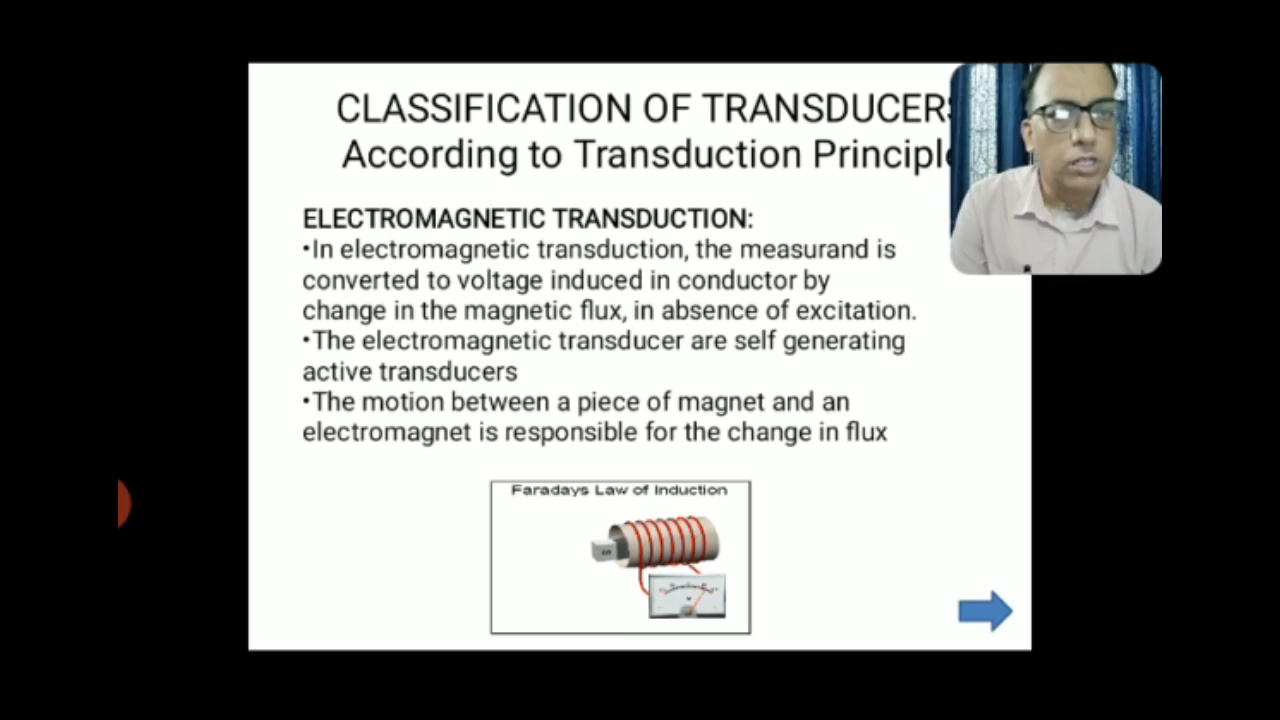 CLASSIFICATION OF TRANSDUCERS
According to Transduction Principle
ELECTROMAGNETIC TRANSDUCTION:
•In electromagnetic transduction, the measurand is
converted to voltage induced in conductor by
change in the magnetic flux, in absence of excitation.
•The electromagnetic transducer are self generating
active transducers
•The motion between a piece of magnet and an
electromagnet is responsible for the change in flux
Faradays Law of Induction